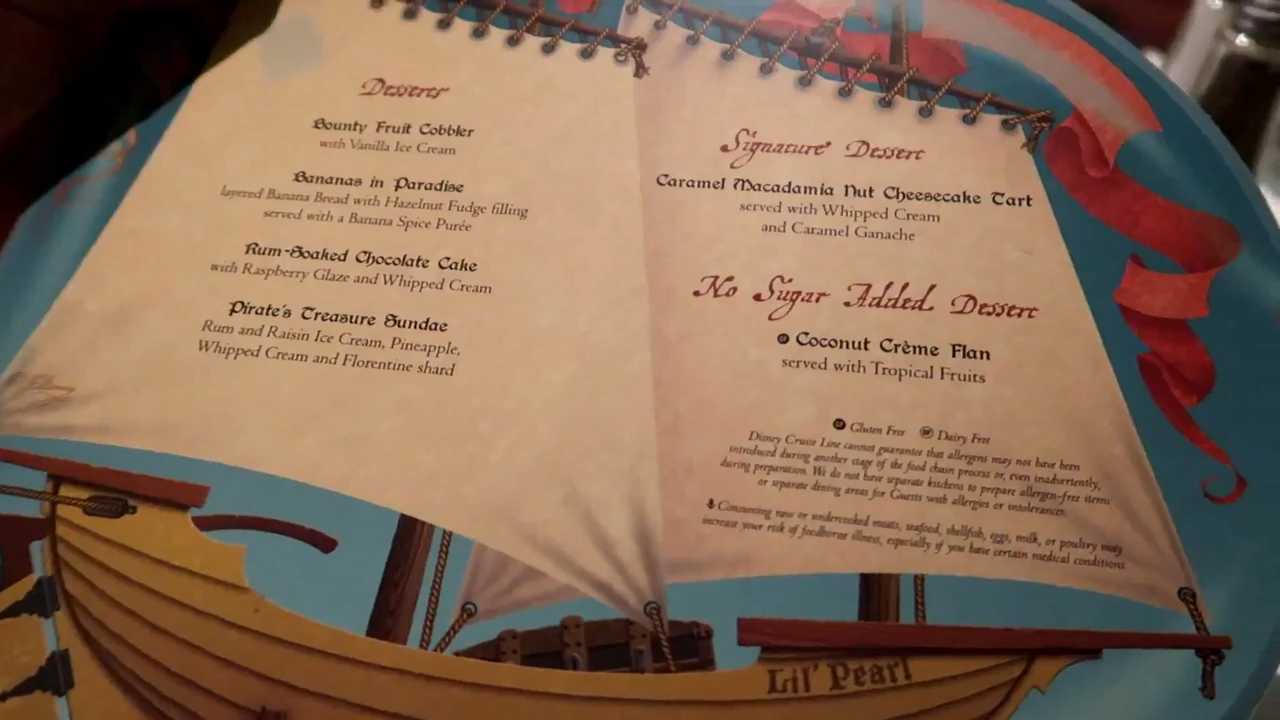 Desserts
Bounty Fruit Cobbler
with Vanilla Ice Cream
Bananas in Paradise
layered Banana Bread with Hazelnut Fudge filling
served with a Banana Spice Purée
Rum-Soaked Chocolate Cake
with Raspberry Glaze and Whipped Cream
Pirate's Treasure Sundae
Rum and Raisin Ice Cream, Pineapple,
Whipped Cream and Florentine shard
Signature Dessert
Caramel Macadamia Nut Cheesecake Tart
served with Whipped Cream
and Caramel Ganache
No Sugar Added Dessert
Coconut Crème Flan
served with Tropical Fruits
Gluten Free Dairy Free
Disney Cruise Line cannot guarantee that allergens may not have been
introduced during another stage of the food chain process or, even inadvertently,
during preparation. We do not have separate kitchens to prepare allergen-free items
or separate dining areas for Guests with allergies or intolerances.
Consuming raw or undercooked meats, seafood, shellfish, eggs, milk, or poultry may
increase your risk of foodborne illness, especially if you have certain medical conditions
Lil' Pearl